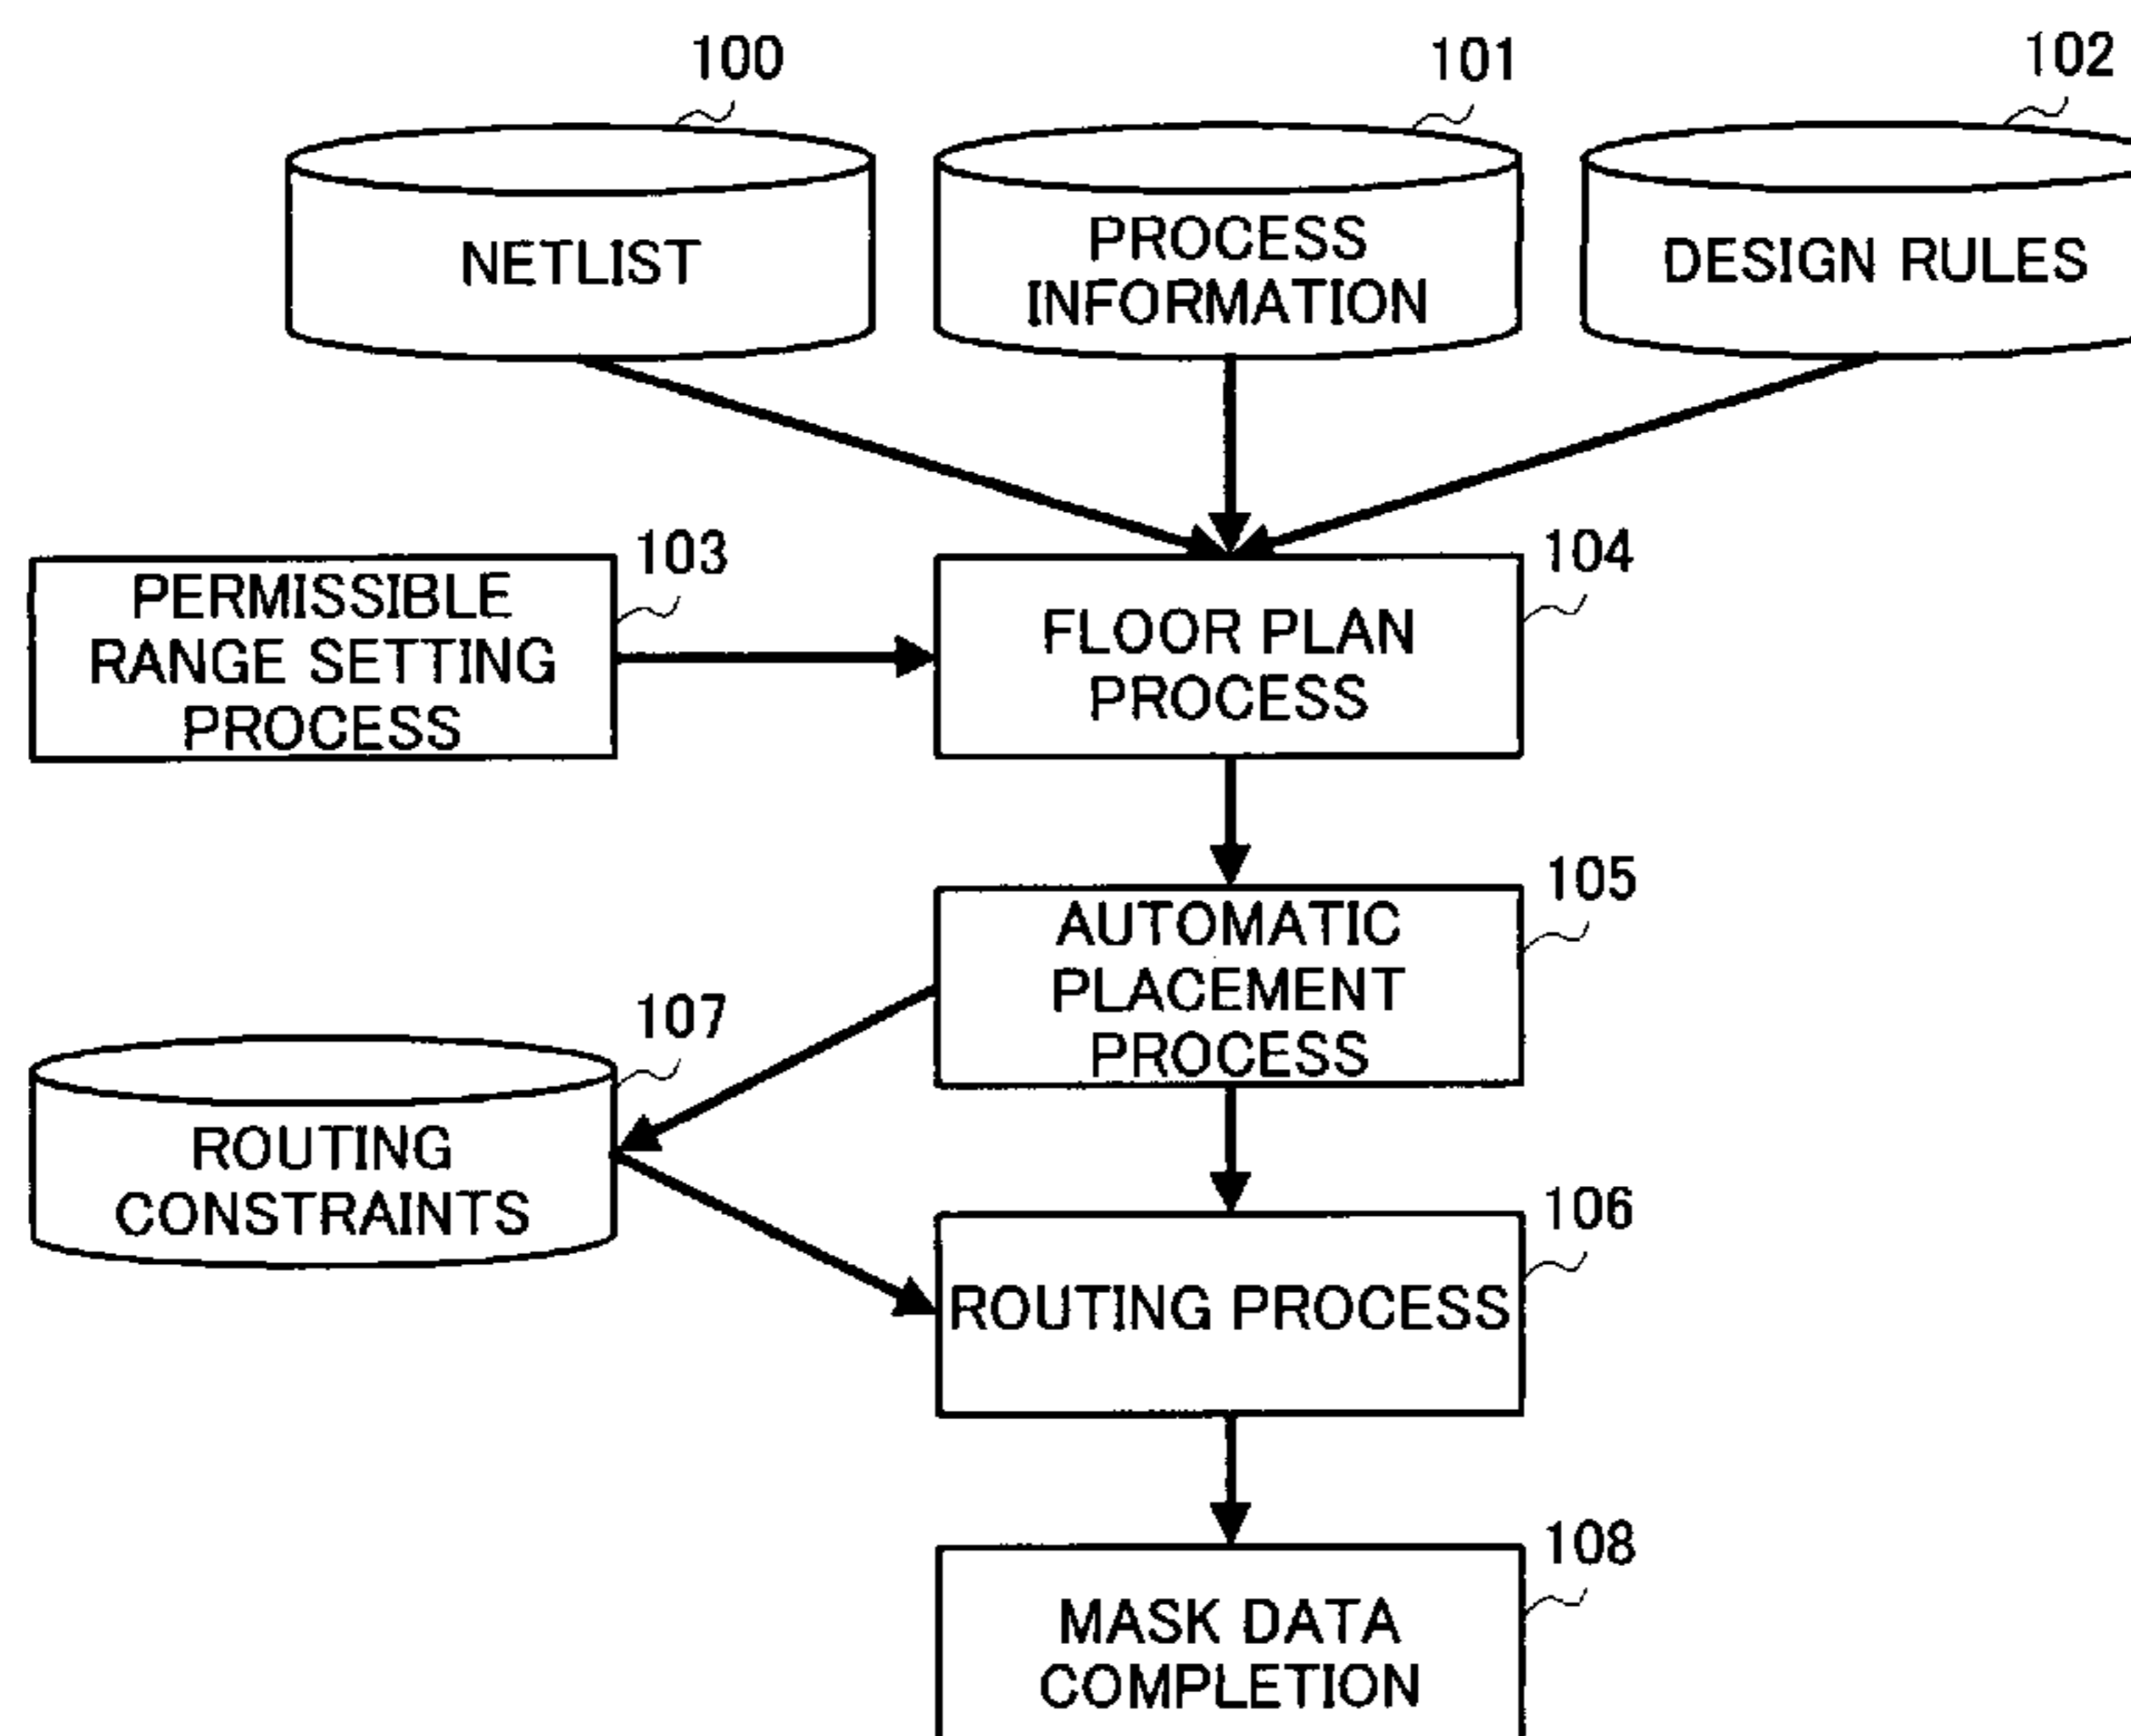 100
101
102
NETLIST
PROCESS
INFORMATION
DESIGN RULES
103
104
PERMISSIBLE
RANGE SETTING
PROCESS
FLOOR PLAN
PROCESS
105
AUTOMATIC
PLACEMENT
PROCESS
107
ROUTING
CONSTRAINTS
106
ROUTING PROCESS
108
MASK DATA
COMPLETION